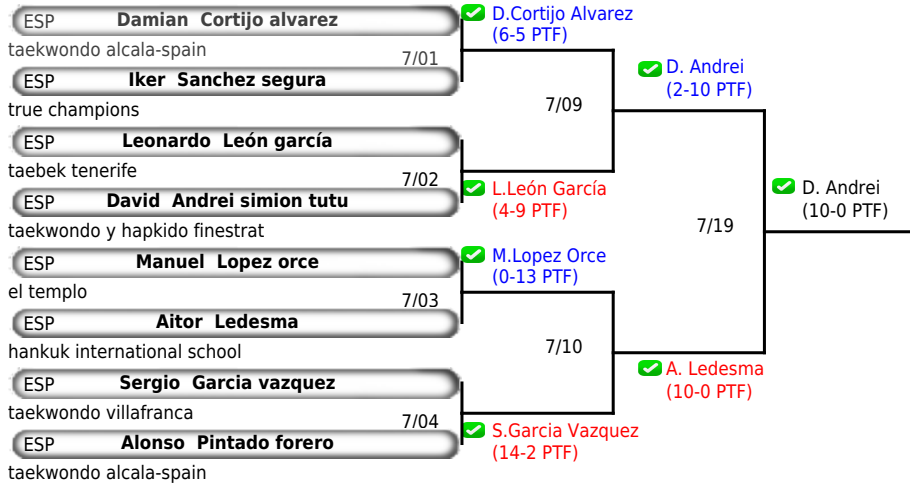 ESP Damian Cortijo alvarez
taekwondo alcala-spain
7/01
ESP Iker Sanchez segura
true champions
ESP Leonardo León garcía
taebek tenerife
7/02
ESP David Andrei simion tutu
taekwondo y hapkido finestrat
ESP Manuel Lopez orce
el templo
7/03
ESP Aitor Ledesma
hankuk international school
ESP Sergio Garcia vazquez
taekwondo villafranca
7/04
ESP Alonso Pintado forero
taekwondo alcala-spain
D.Cortijo Alvarez
(6-5 PTF)
7/09
L.León García
(4-9 PTF)
M.Lopez Orce
(0-13 PTF)
7/10
S.Garcia Vazquez
(14-2 PTF)
D. Andrei
(2-10 PTF)
7/19
A. Ledesma
(10-0 PTF)
D. Andrei
(10-0 PTF)